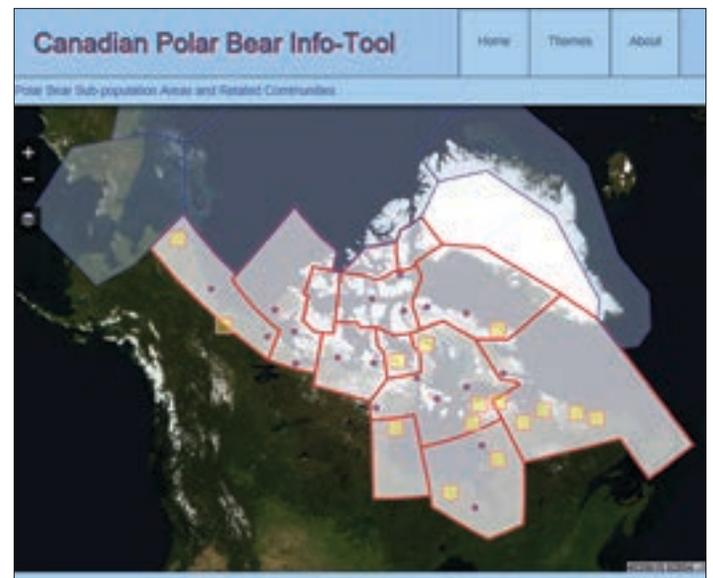 Canadian Polar Bear Info-Tool
Home
Themes
About
Polar Bear Sub-population Areas and Related Communities
+
-